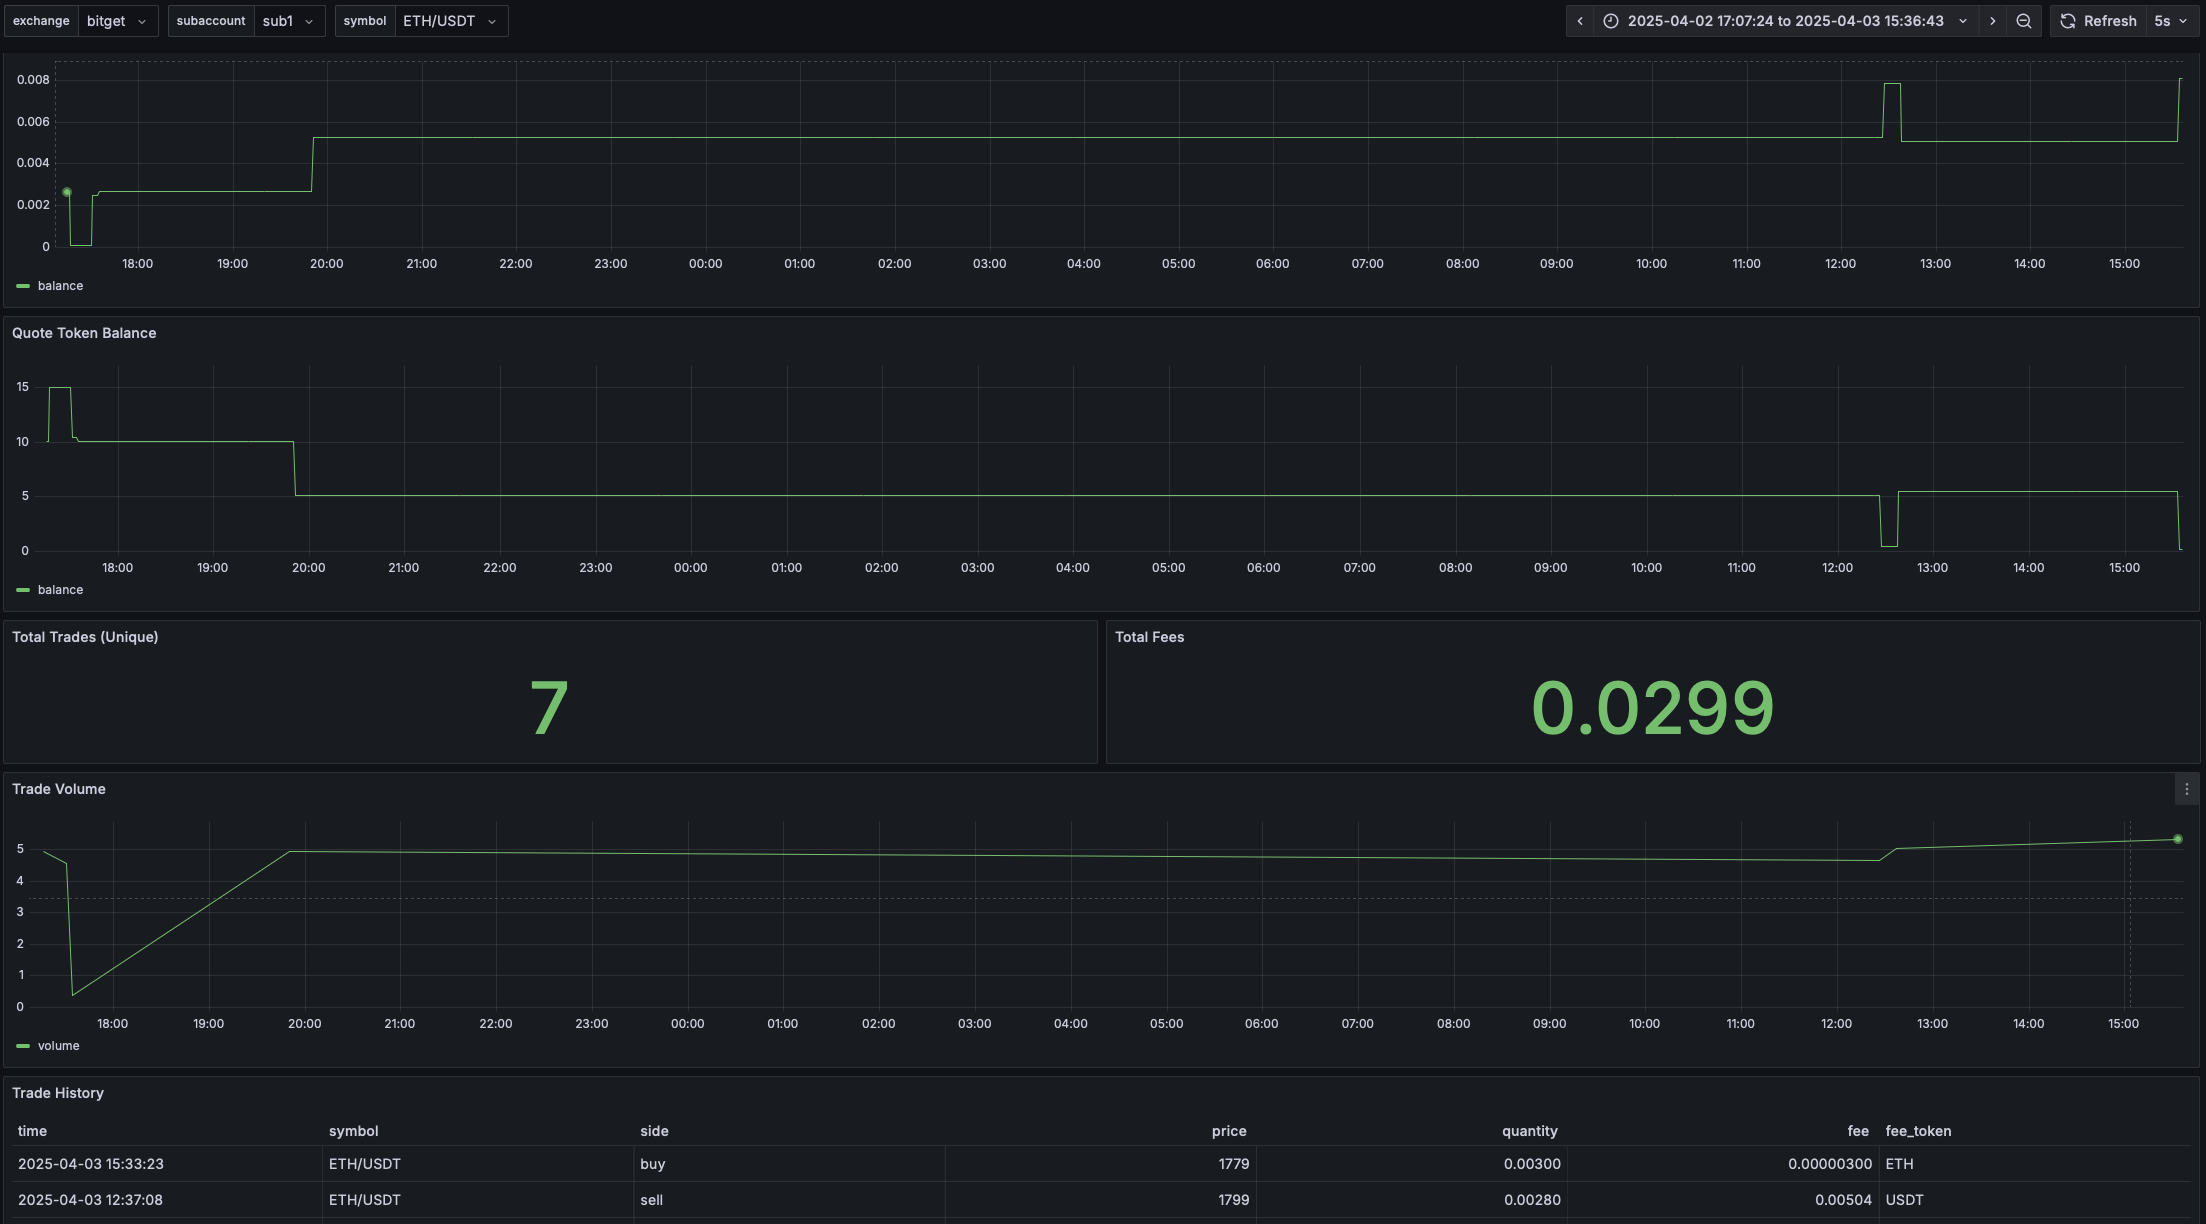 exchange bitget subaccount sub1 symbol ETH/USDT 2025-04-02 17:07:24 to 2025-04-03 15:36:43 Refresh 5s
0.008
0.006
0.004
0.002
0
18:00 19:00 20:00 21:00 22:00 23:00 00:00 01:00 02:00 03:00 04:00 05:00 06:00 07:00 08:00 09:00 10:00 11:00 12:00 13:00 14:00 15:00
balance
Quote Token Balance
15
10
5
0
18:00 19:00 20:00 21:00 22:00 23:00 00:00 01:00 02:00 03:00 04:00 05:00 06:00 07:00 08:00 09:00 10:00 11:00 12:00 13:00 14:00 15:00
balance
Total Trades (Unique)
7
Total Fees
0.0299
Trade Volume
5
4
3
2
1
0
18:00 19:00 20:00 21:00 22:00 23:00 00:00 01:00 02:00 03:00 04:00 05:00 06:00 07:00 08:00 09:00 10:00 11:00 12:00 13:00 14:00 15:00
volume
Trade History
time symbol side price quantity fee fee_token
2025-04-03 15:33:23 ETH/USDT buy 1779 0.00300 0.00000300 ETH
2025-04-03 12:37:08 ETH/USDT sell 1799 0.00280 0.00504 USDT